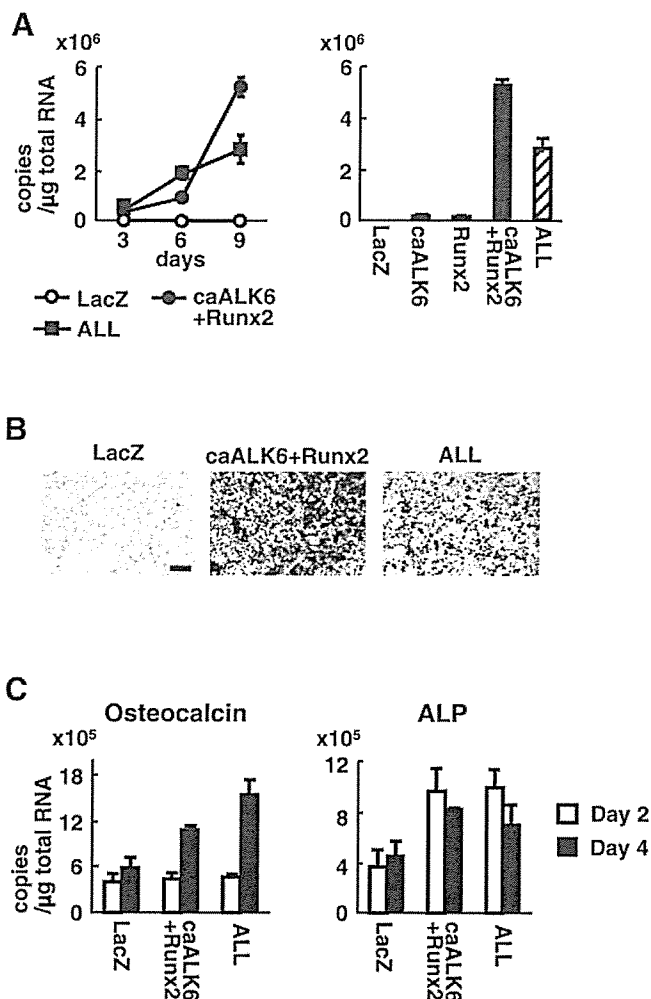 A
x10⁶
6
4
2
0
copies
/µg total RNA
3 6 9
days
LacZ
caALK6
+Runx2
ALL
x10⁶
6
4
2
0
LacZ
caALK6
Runx2
caALK6
+Runx2
ALL
B
LacZ
caALK6+Runx2
ALL
C
Osteocalcin
x10⁵
18
12
6
0
copies
/µg total RNA
LacZ
caALK6
+Runx2
ALL
ALP
x10⁵
12
8
4
0
LacZ
caALK6
+Runx2
ALL
Day 2
Day 4